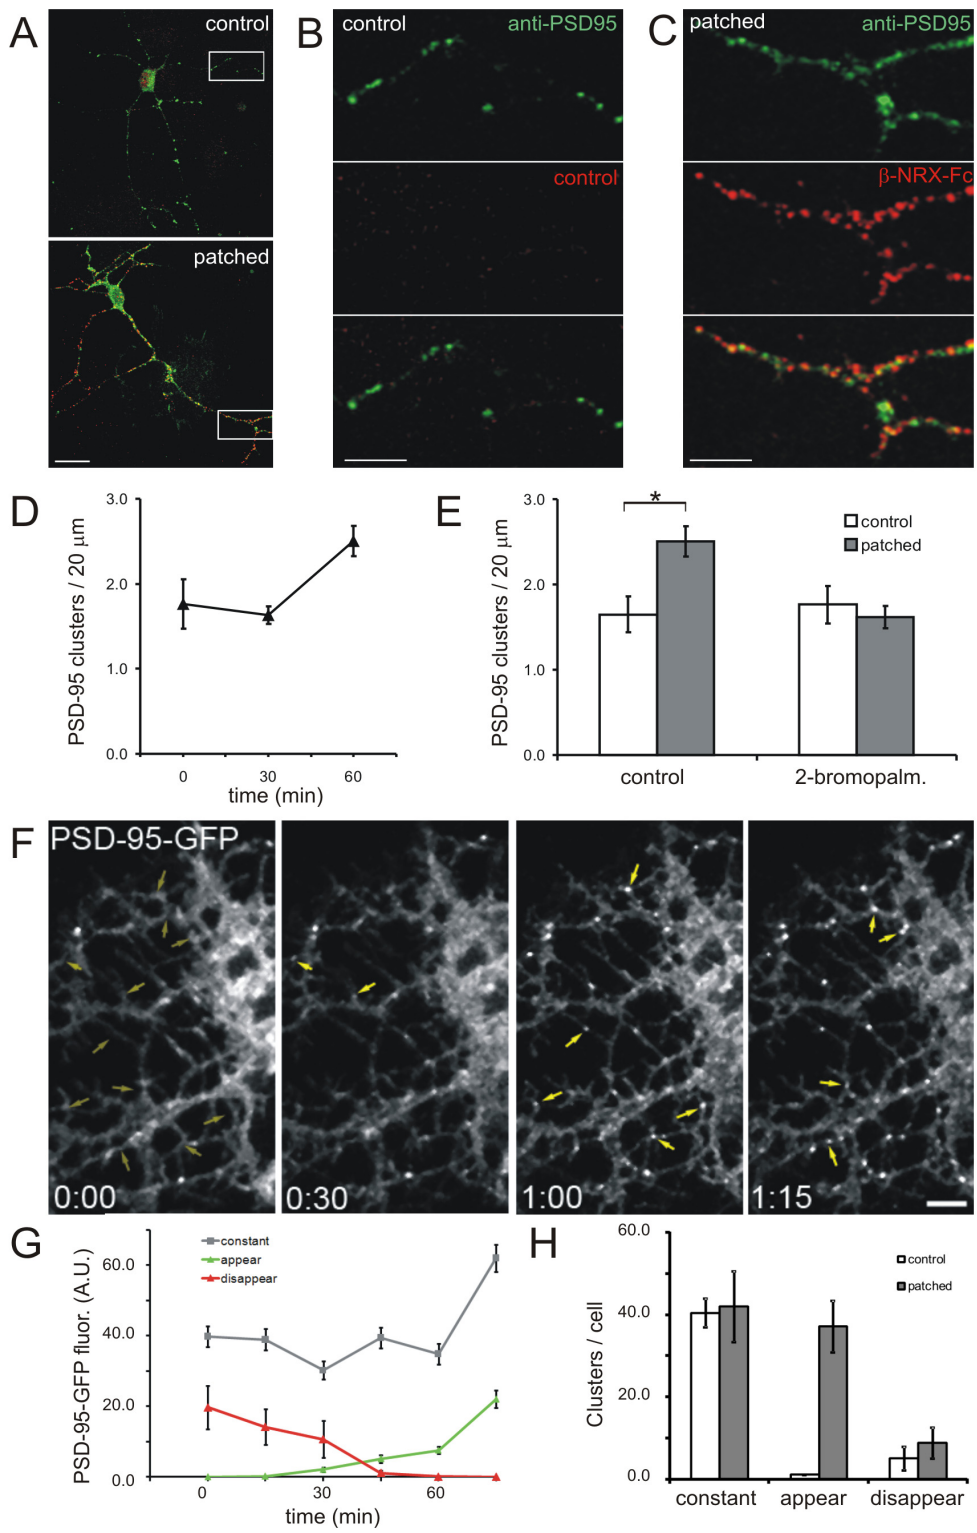 A
control
patched
B
control
anti-PSD95
control
C
patched
anti-PSD95
β-NRX-Fc
D
PSD-95 clusters / 20 μm
3.0
2.0
1.0
0.0
0
30
60
time (min)
E
PSD-95 clusters / 20 μm
3.0
2.0
1.0
0.0
*
control
patched
control
2-bromopalm.
F
PSD-95-GFP
0:00
0:30
1:00
1:15
G
PSD-95-GFP fluor. (A.U.)
60.0
40.0
20.0
0.0
constant
appear
disappear
0
30
60
time (min)
H
Clusters / cell
60.0
40.0
20.0
0.0
control
patched
constant
appear
disappear